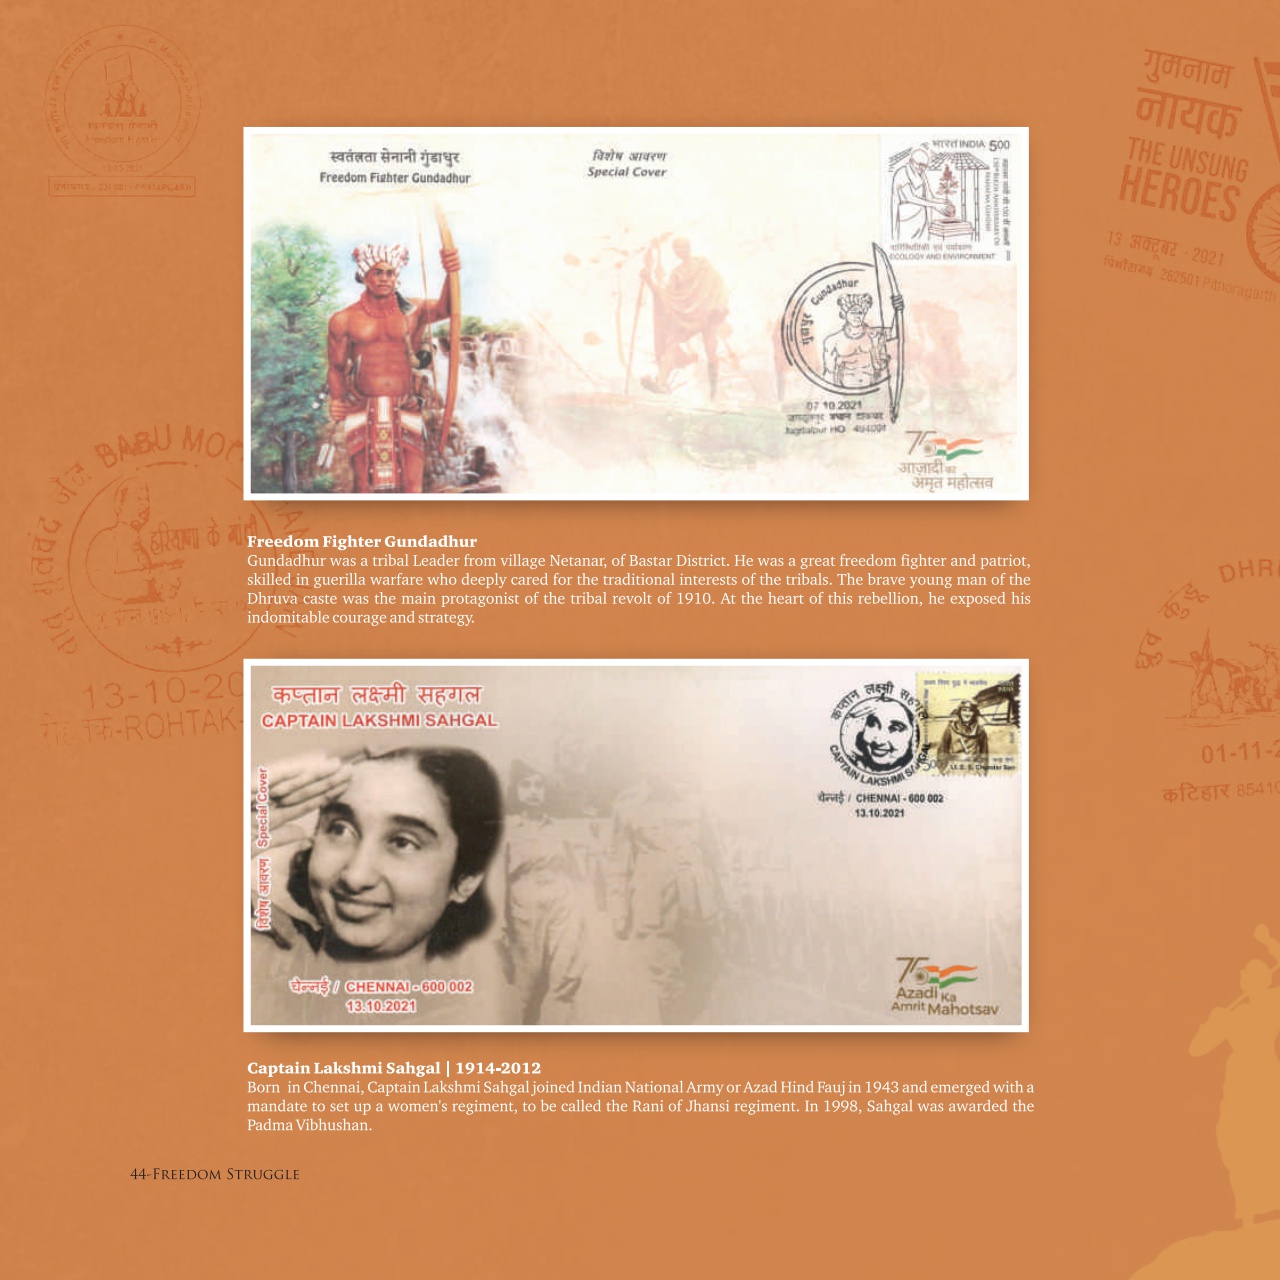 स्वतंत्रता सेनानी गुंडाधुर
Freedom Fighter Gundadhur
विशेष आवरण
Special Cover
भारत INDIA 500
150TH BIRTH ANNIVERSARY OF MAHATMA GANDHI
पारिस्थितिकी एवं पर्यावरण
ECOLOGY AND ENVIRONMENT
गुंडाधुर Gundadhur
07.10.2021
Jagdalpur HO 494001
75
आज़ादी का
अमृत महोत्सव
Freedom Fighter Gundadhur
Gundadhur was a tribal Leader from village Netanar, of Bastar District. He was a great freedom fighter and patriot,
skilled in guerilla warfare who deeply cared for the traditional interests of the tribals. The brave young man of the
Dhruva caste was the main protagonist of the tribal revolt of 1910. At the heart of this rebellion, he exposed his
indomitable courage and strategy.
कप्तान लक्ष्मी सहगल
CAPTAIN LAKSHMI SAHGAL
विशेष आवरण Special Cover
चेन्नई / CHENNAI - 600 002
13.10.2021
कप्तान लक्ष्मी सहगल
CAPTAIN LAKSHMI SAHGAL
चेन्नई / CHENNAI - 600 002
13.10.2021
75
Azadi Ka
Amrit Mahotsav
Captain Lakshmi Sahgal | 1914-2012
Born in Chennai, Captain Lakshmi Sahgal joined Indian National Army or Azad Hind Fauj in 1943 and emerged with a
mandate to set up a women's regiment, to be called the Rani of Jhansi regiment. In 1998, Sahgal was awarded the
Padma Vibhushan.
44-Freedom Struggle
गुमनाम
नायक
THE UNSUNG
HEROES
13 अक्टूबर - 2021
262501 Pithoragarh
BABU MO
हरियाणा के
13-10-20
ROHTAK-
DHR
01-11-2
कटिहार 8541